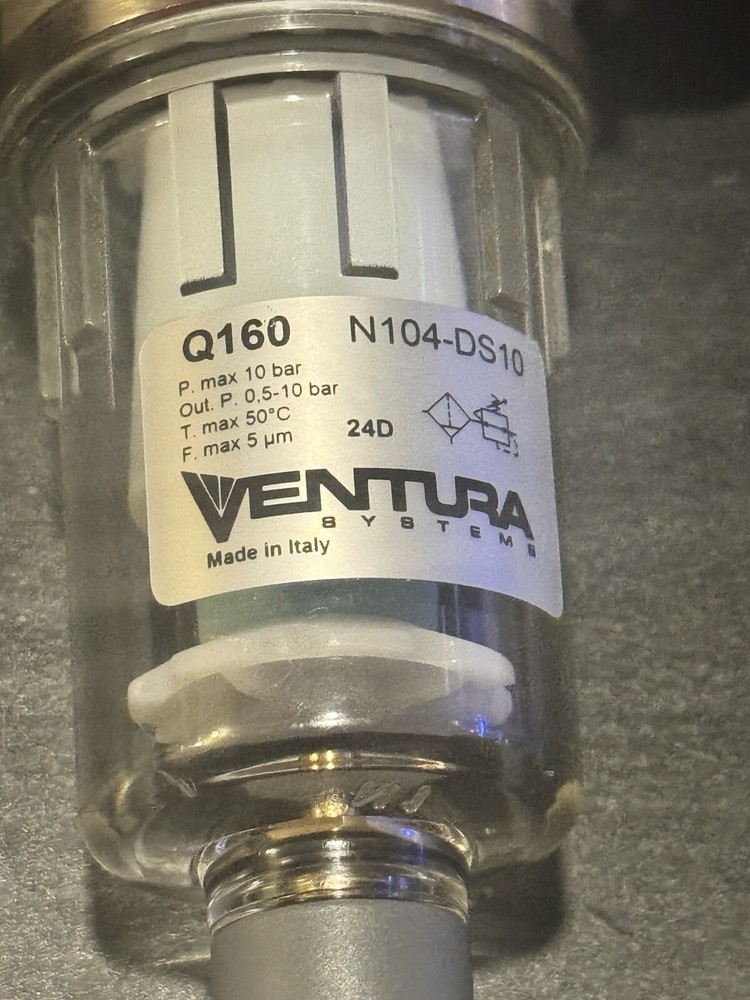 Q160 N104-DS10
P. max 10 bar
Out. P. 0,5-10 bar
T. max 50°C
F. max 5 µm
24D
VENTURA
SYSTEMS
Made in Italy